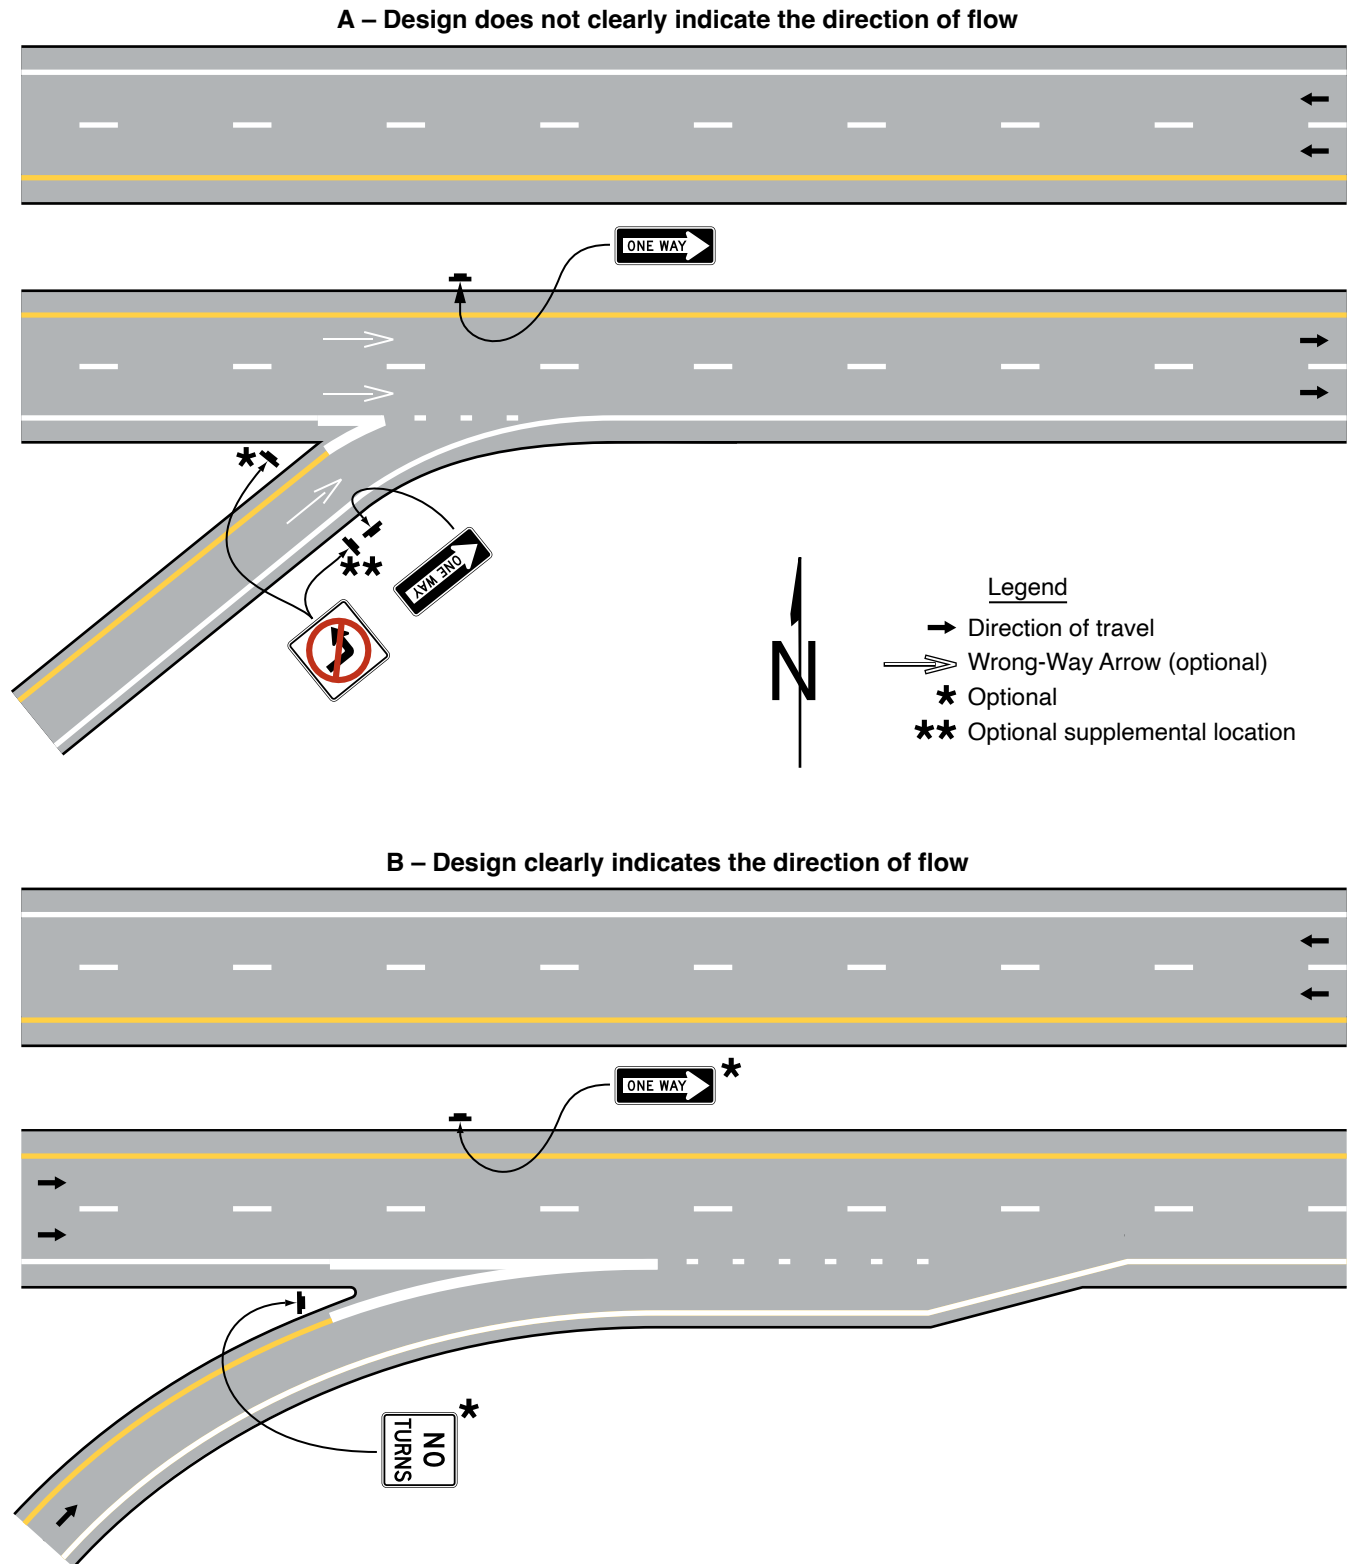 A – Design does not clearly indicate the direction of flow
ONE WAY
*
ONE WAY
**
N
Legend
Direction of travel
Wrong-Way Arrow (optional)
* Optional
** Optional supplemental location
B – Design clearly indicates the direction of flow
ONE WAY *
NO
TURNS
*